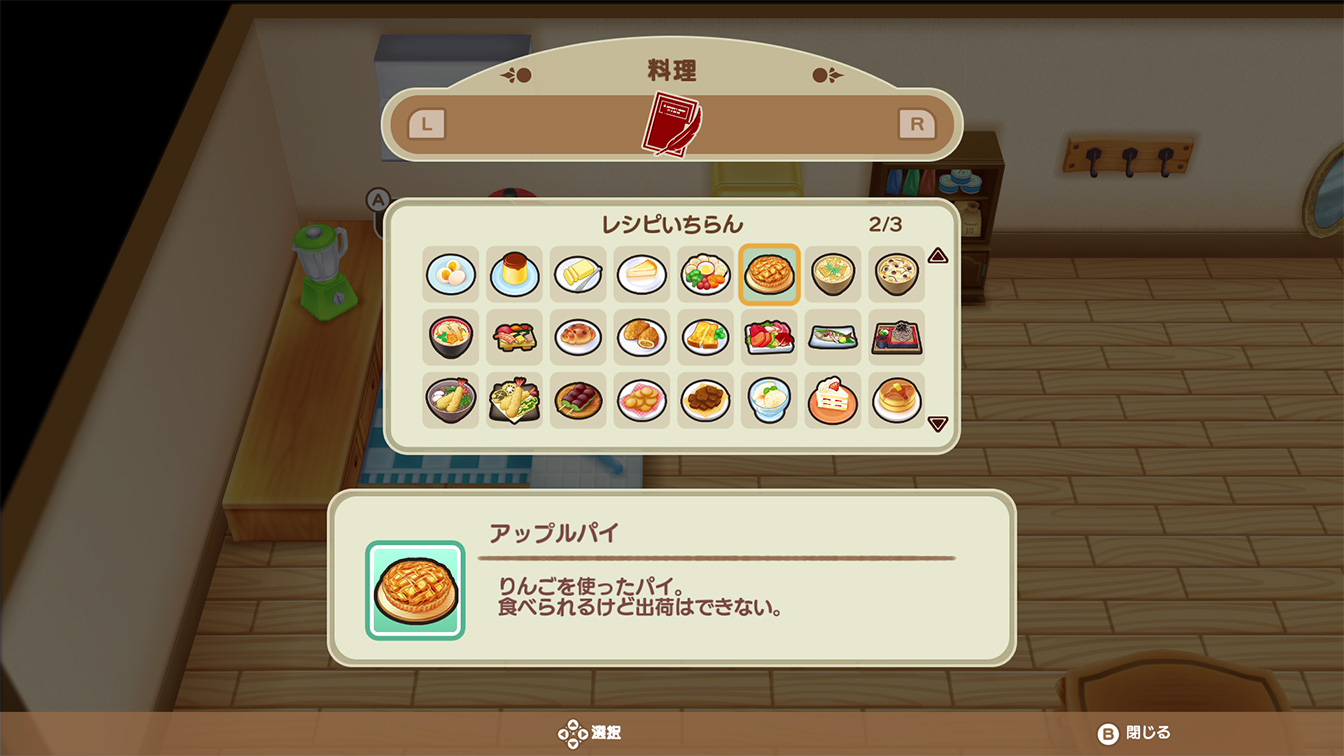 料理
L
R
A
レシピいちらん 2/3
アップルパイ
りんごを使ったパイ。
食べられるけど出荷はできない。
選択
B 閉じる